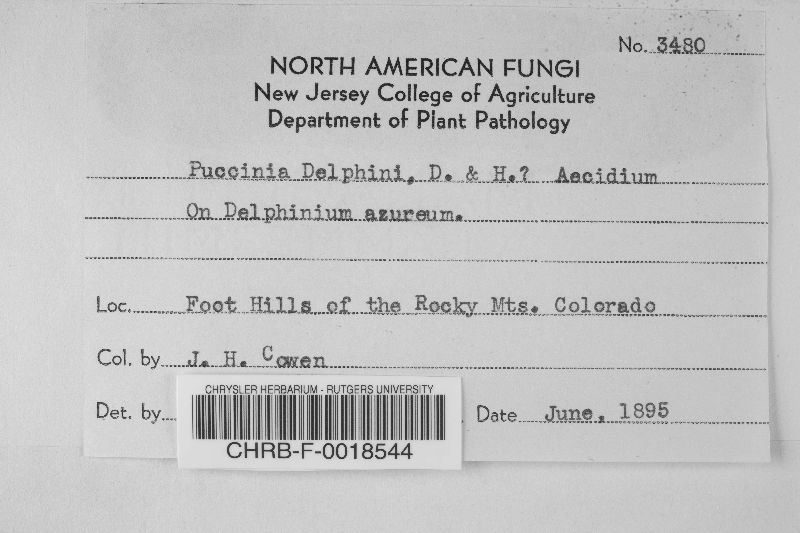 No. 3480
NORTH AMERICAN FUNGI
New Jersey College of Agriculture
Department of Plant Pathology
Puccinia Delphini, D. & H.? Aecidium
On Delphinium azureum.
Loc. Foot Hills of the Rocky Mts. Colorado
Col. by J. H. Cowen
Det. by
CHRYSLER HERBARIUM - RUTGERS UNIVERSITY
CHRB-F-0018544
Date June, 1895